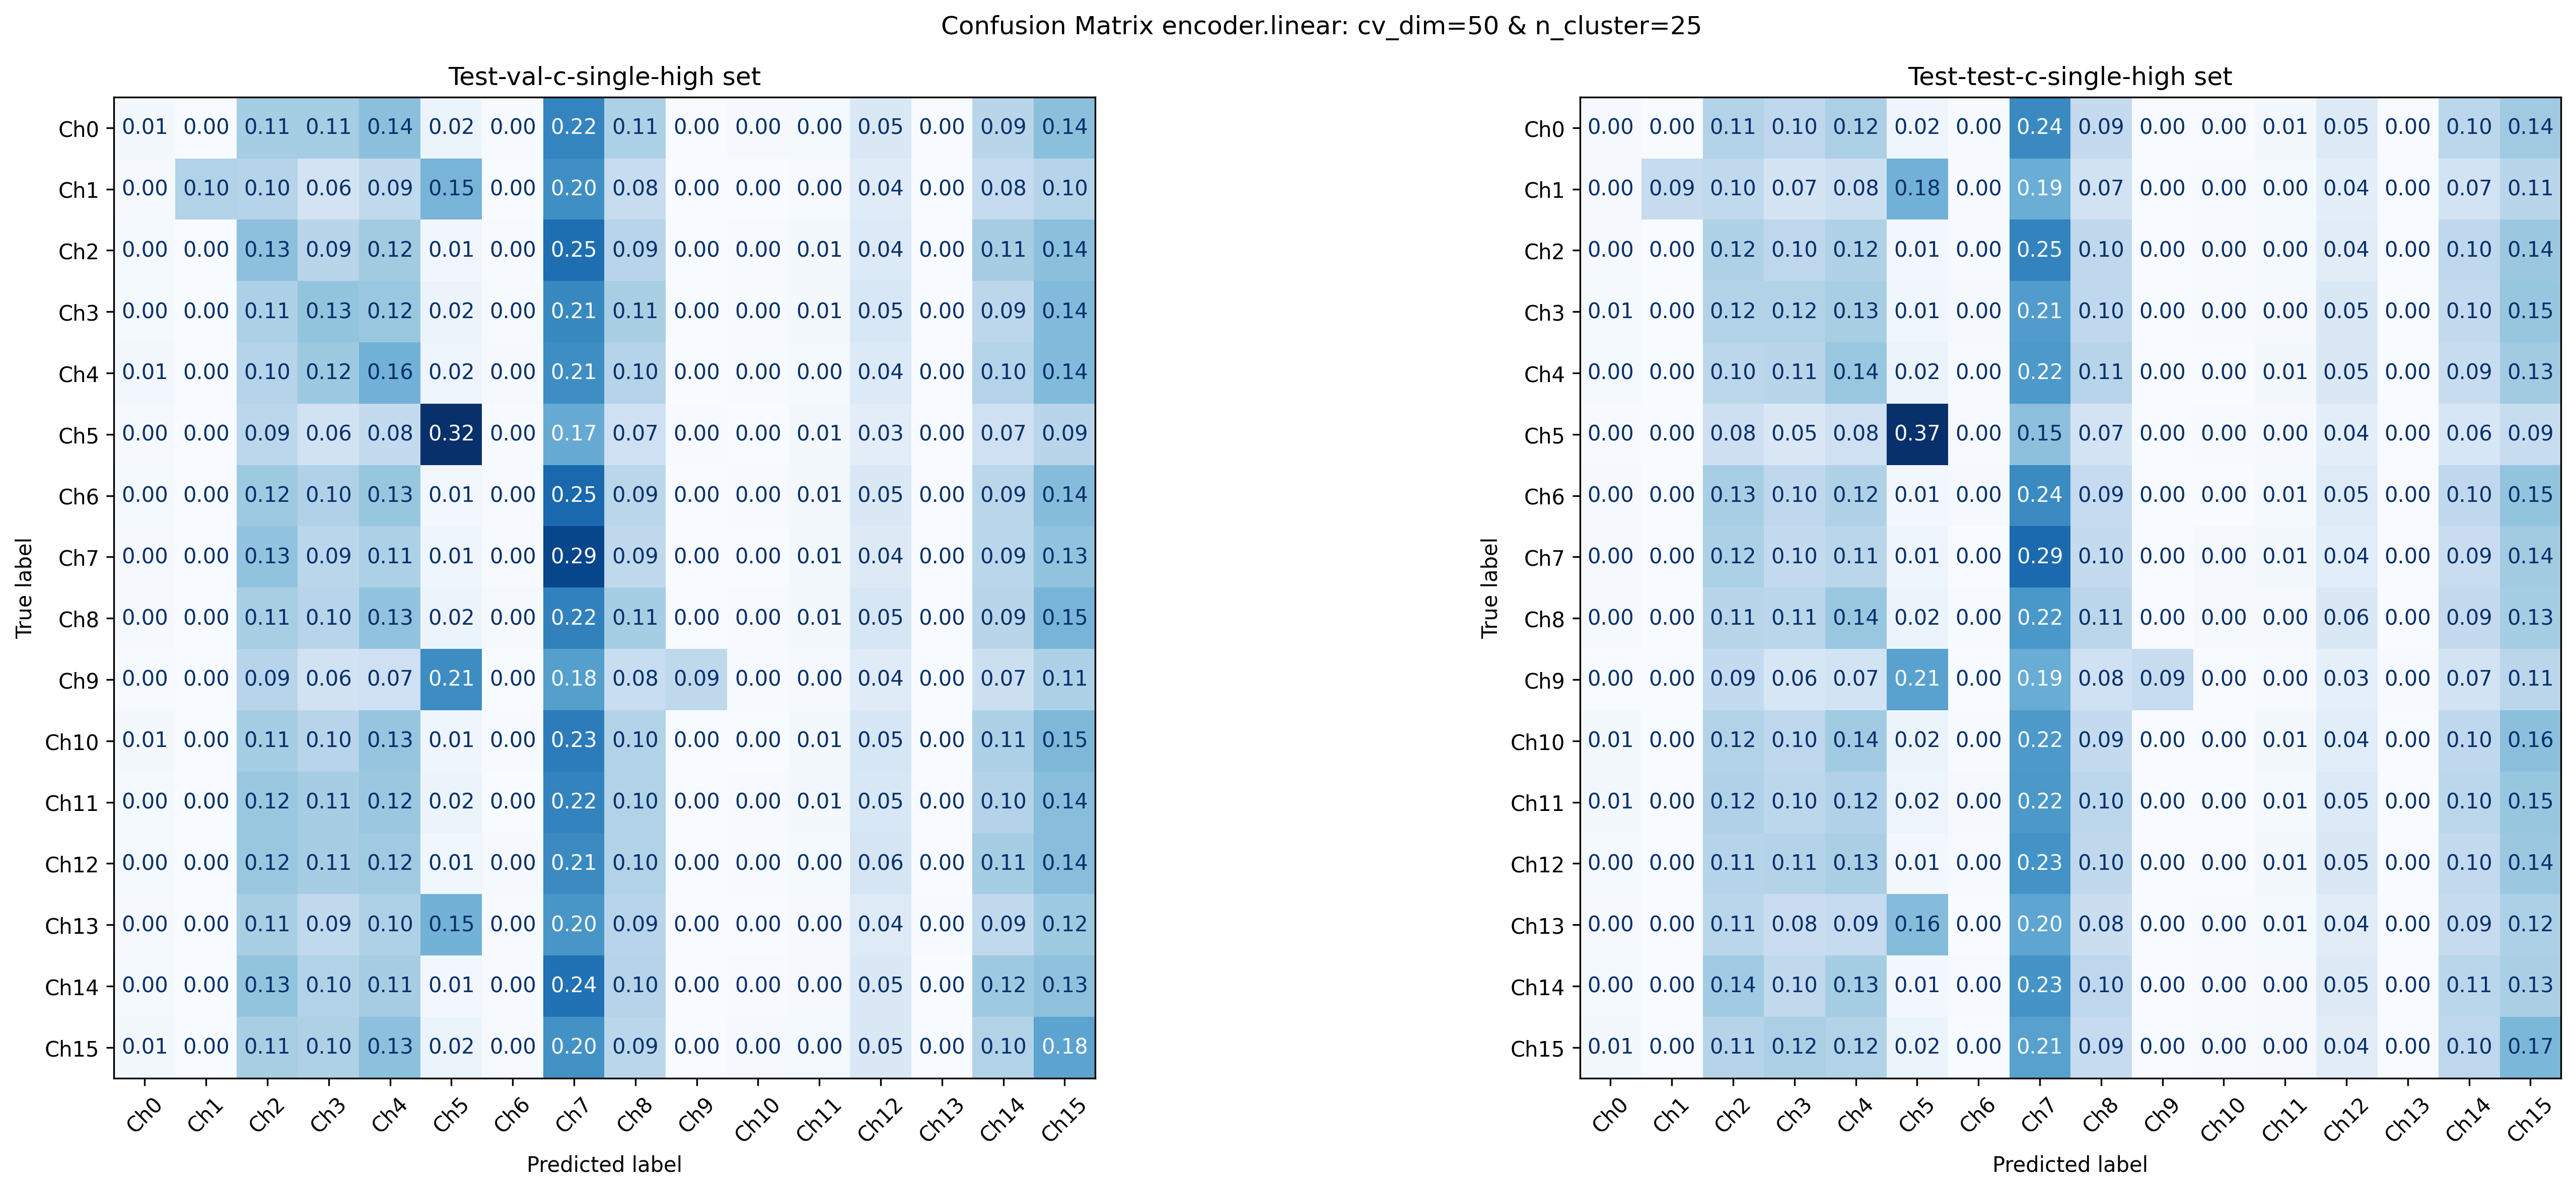 Confusion Matrix encoder.linear: cv_dim=50 & n_cluster=25
Test-val-c-single-high set
True label
Ch0 0.01 0.00 0.11 0.11 0.14 0.02 0.00 0.22 0.11 0.00 0.00 0.00 0.05 0.00 0.09 0.14
Ch1 0.00 0.10 0.10 0.06 0.09 0.15 0.00 0.20 0.08 0.00 0.00 0.00 0.04 0.00 0.08 0.10
Ch2 0.00 0.00 0.13 0.09 0.12 0.01 0.00 0.25 0.09 0.00 0.00 0.01 0.04 0.00 0.11 0.14
Ch3 0.00 0.00 0.11 0.13 0.12 0.02 0.00 0.21 0.11 0.00 0.00 0.01 0.05 0.00 0.09 0.14
Ch4 0.01 0.00 0.10 0.12 0.16 0.02 0.00 0.21 0.10 0.00 0.00 0.00 0.04 0.00 0.10 0.14
Ch5 0.00 0.00 0.09 0.06 0.08 0.32 0.00 0.17 0.07 0.00 0.00 0.01 0.03 0.00 0.07 0.09
Ch6 0.00 0.00 0.12 0.10 0.13 0.01 0.00 0.25 0.09 0.00 0.00 0.01 0.05 0.00 0.09 0.14
Ch7 0.00 0.00 0.13 0.09 0.11 0.01 0.00 0.29 0.09 0.00 0.00 0.01 0.04 0.00 0.09 0.13
Ch8 0.00 0.00 0.11 0.10 0.13 0.02 0.00 0.22 0.11 0.00 0.00 0.01 0.05 0.00 0.09 0.15
Ch9 0.00 0.00 0.09 0.06 0.07 0.21 0.00 0.18 0.08 0.09 0.00 0.00 0.04 0.00 0.07 0.11
Ch10 0.01 0.00 0.11 0.10 0.13 0.01 0.00 0.23 0.10 0.00 0.00 0.01 0.05 0.00 0.11 0.15
Ch11 0.00 0.00 0.12 0.11 0.12 0.02 0.00 0.22 0.10 0.00 0.00 0.01 0.05 0.00 0.10 0.14
Ch12 0.00 0.00 0.12 0.11 0.12 0.01 0.00 0.21 0.10 0.00 0.00 0.00 0.06 0.00 0.11 0.14
Ch13 0.00 0.00 0.11 0.09 0.10 0.15 0.00 0.20 0.09 0.00 0.00 0.00 0.04 0.00 0.09 0.12
Ch14 0.00 0.00 0.13 0.10 0.11 0.01 0.00 0.24 0.10 0.00 0.00 0.00 0.05 0.00 0.12 0.13
Ch15 0.01 0.00 0.11 0.10 0.13 0.02 0.00 0.20 0.09 0.00 0.00 0.00 0.05 0.00 0.10 0.18
Ch0 Ch1 Ch2 Ch3 Ch4 Ch5 Ch6 Ch7 Ch8 Ch9 Ch10 Ch11 Ch12 Ch13 Ch14 Ch15
Predicted label
Test-test-c-single-high set
True label
Ch0 0.00 0.00 0.11 0.10 0.12 0.02 0.00 0.24 0.09 0.00 0.00 0.01 0.05 0.00 0.10 0.14
Ch1 0.00 0.09 0.10 0.07 0.08 0.18 0.00 0.19 0.07 0.00 0.00 0.00 0.04 0.00 0.07 0.11
Ch2 0.00 0.00 0.12 0.10 0.12 0.01 0.00 0.25 0.10 0.00 0.00 0.00 0.04 0.00 0.10 0.14
Ch3 0.01 0.00 0.12 0.12 0.13 0.01 0.00 0.21 0.10 0.00 0.00 0.00 0.05 0.00 0.10 0.15
Ch4 0.00 0.00 0.10 0.11 0.14 0.02 0.00 0.22 0.11 0.00 0.00 0.01 0.05 0.00 0.09 0.13
Ch5 0.00 0.00 0.08 0.05 0.08 0.37 0.00 0.15 0.07 0.00 0.00 0.00 0.04 0.00 0.06 0.09
Ch6 0.00 0.00 0.13 0.10 0.12 0.01 0.00 0.24 0.09 0.00 0.00 0.01 0.05 0.00 0.10 0.15
Ch7 0.00 0.00 0.12 0.10 0.11 0.01 0.00 0.29 0.10 0.00 0.00 0.01 0.04 0.00 0.09 0.14
Ch8 0.00 0.00 0.11 0.11 0.14 0.02 0.00 0.22 0.11 0.00 0.00 0.00 0.06 0.00 0.09 0.13
Ch9 0.00 0.00 0.09 0.06 0.07 0.21 0.00 0.19 0.08 0.09 0.00 0.00 0.03 0.00 0.07 0.11
Ch10 0.01 0.00 0.12 0.10 0.14 0.02 0.00 0.22 0.09 0.00 0.00 0.01 0.04 0.00 0.10 0.16
Ch11 0.01 0.00 0.12 0.10 0.12 0.02 0.00 0.22 0.10 0.00 0.00 0.01 0.05 0.00 0.10 0.15
Ch12 0.00 0.00 0.11 0.11 0.13 0.01 0.00 0.23 0.10 0.00 0.00 0.01 0.05 0.00 0.10 0.14
Ch13 0.00 0.00 0.11 0.08 0.09 0.16 0.00 0.20 0.08 0.00 0.00 0.01 0.04 0.00 0.09 0.12
Ch14 0.00 0.00 0.14 0.10 0.13 0.01 0.00 0.23 0.10 0.00 0.00 0.00 0.05 0.00 0.11 0.13
Ch15 0.01 0.00 0.11 0.12 0.12 0.02 0.00 0.21 0.09 0.00 0.00 0.00 0.04 0.00 0.10 0.17
Ch0 Ch1 Ch2 Ch3 Ch4 Ch5 Ch6 Ch7 Ch8 Ch9 Ch10 Ch11 Ch12 Ch13 Ch14 Ch15
Predicted label